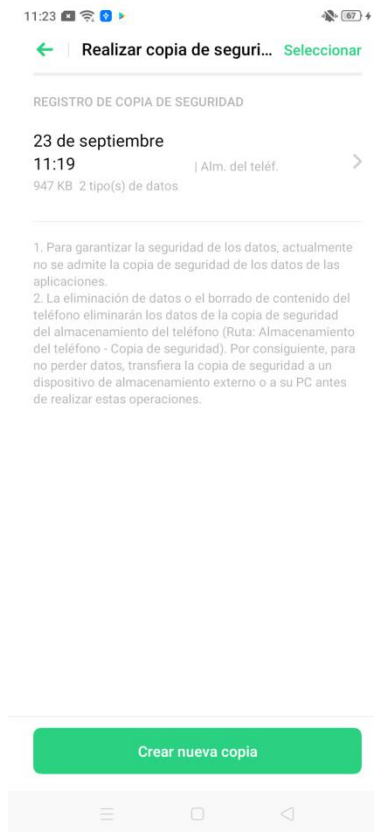 11:23
67
Realizar copia de seguri... Seleccionar
REGISTRO DE COPIA DE SEGURIDAD
23 de septiembre
11:19 | Alm. del teléf.
947 KB 2 tipo(s) de datos
1. Para garantizar la seguridad de los datos, actualmente
no se admite la copia de seguridad de los datos de las
aplicaciones.
2. La eliminación de datos o el borrado de contenido del
teléfono eliminarán los datos de la copia de seguridad
del almacenamiento del teléfono (Ruta: Almacenamiento
del teléfono - Copia de seguridad). Por consiguiente, para
no perder datos, transfiera la copia de seguridad a un
dispositivo de almacenamiento externo o a su PC antes
de realizar estas operaciones.
Crear nueva copia